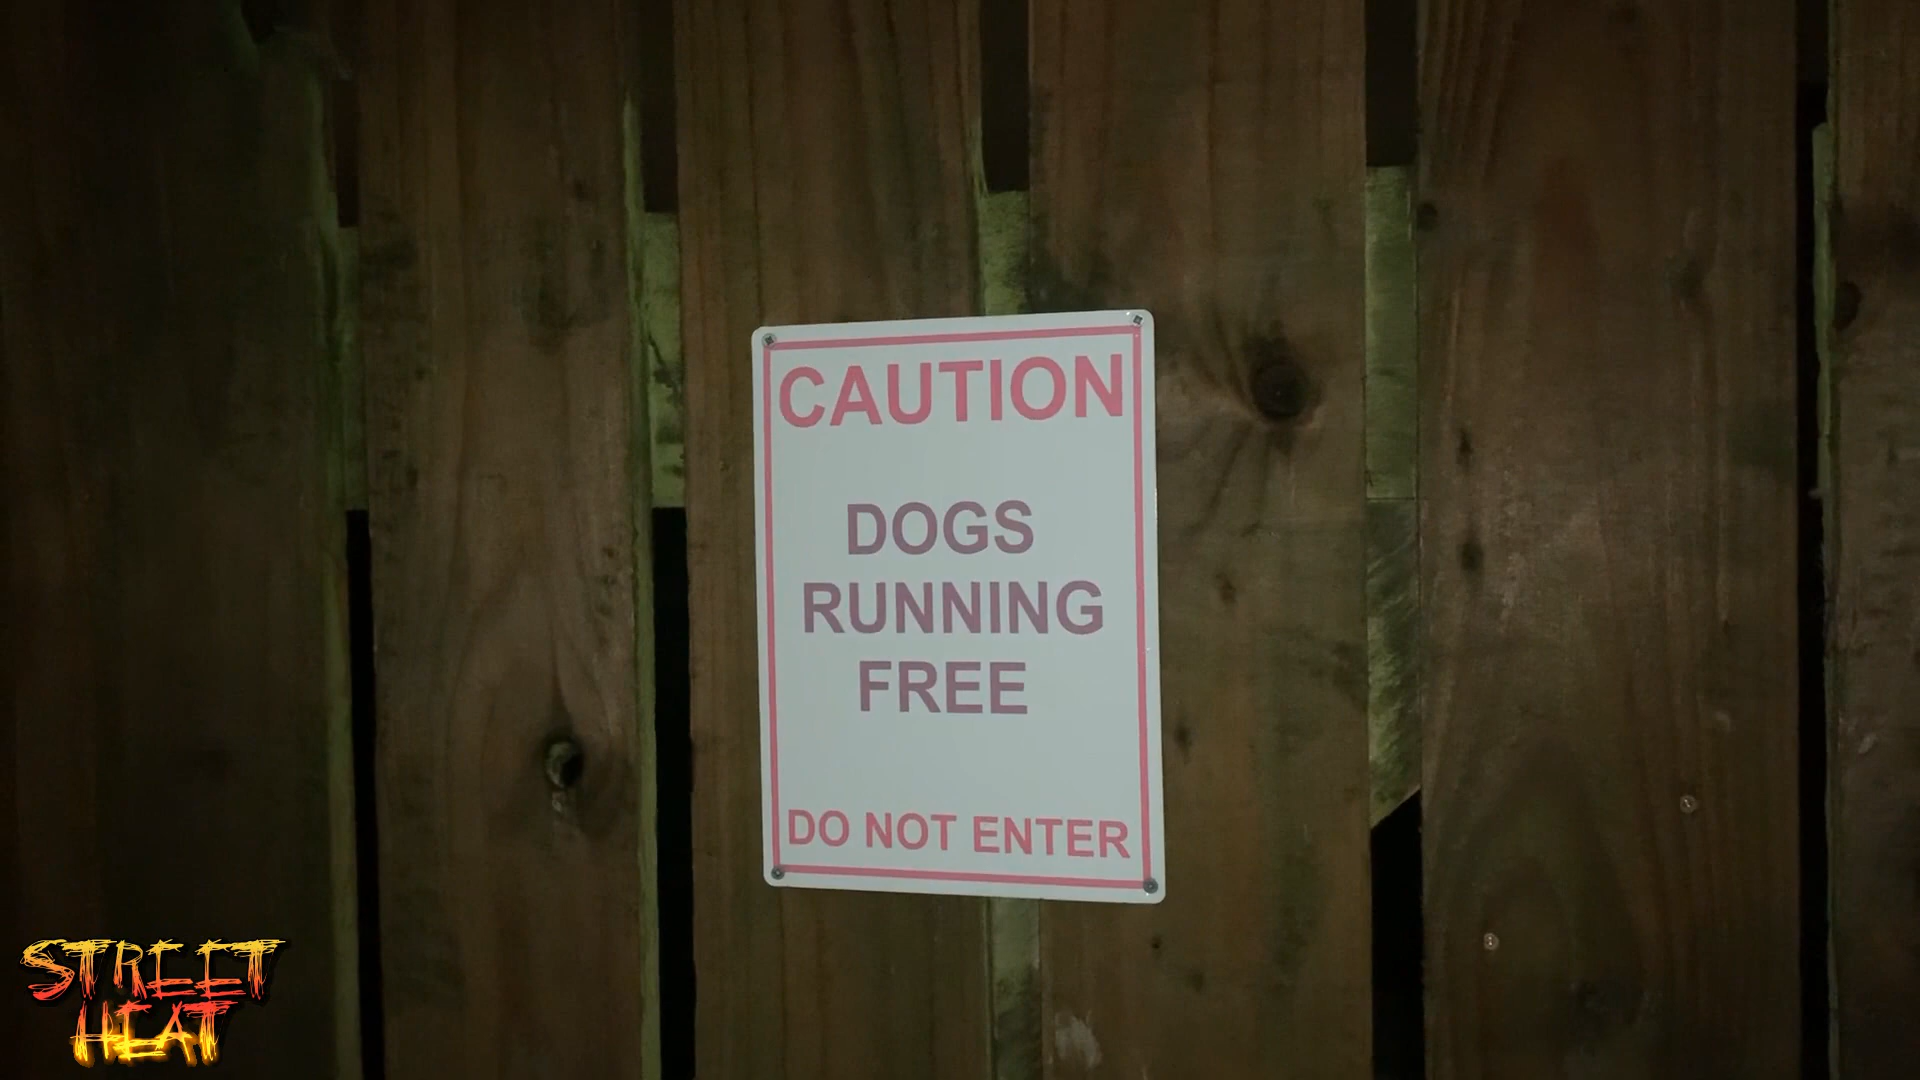 CAUTION
DOGS
RUNNING
FREE
DO NOT ENTER
STREET
HEAT